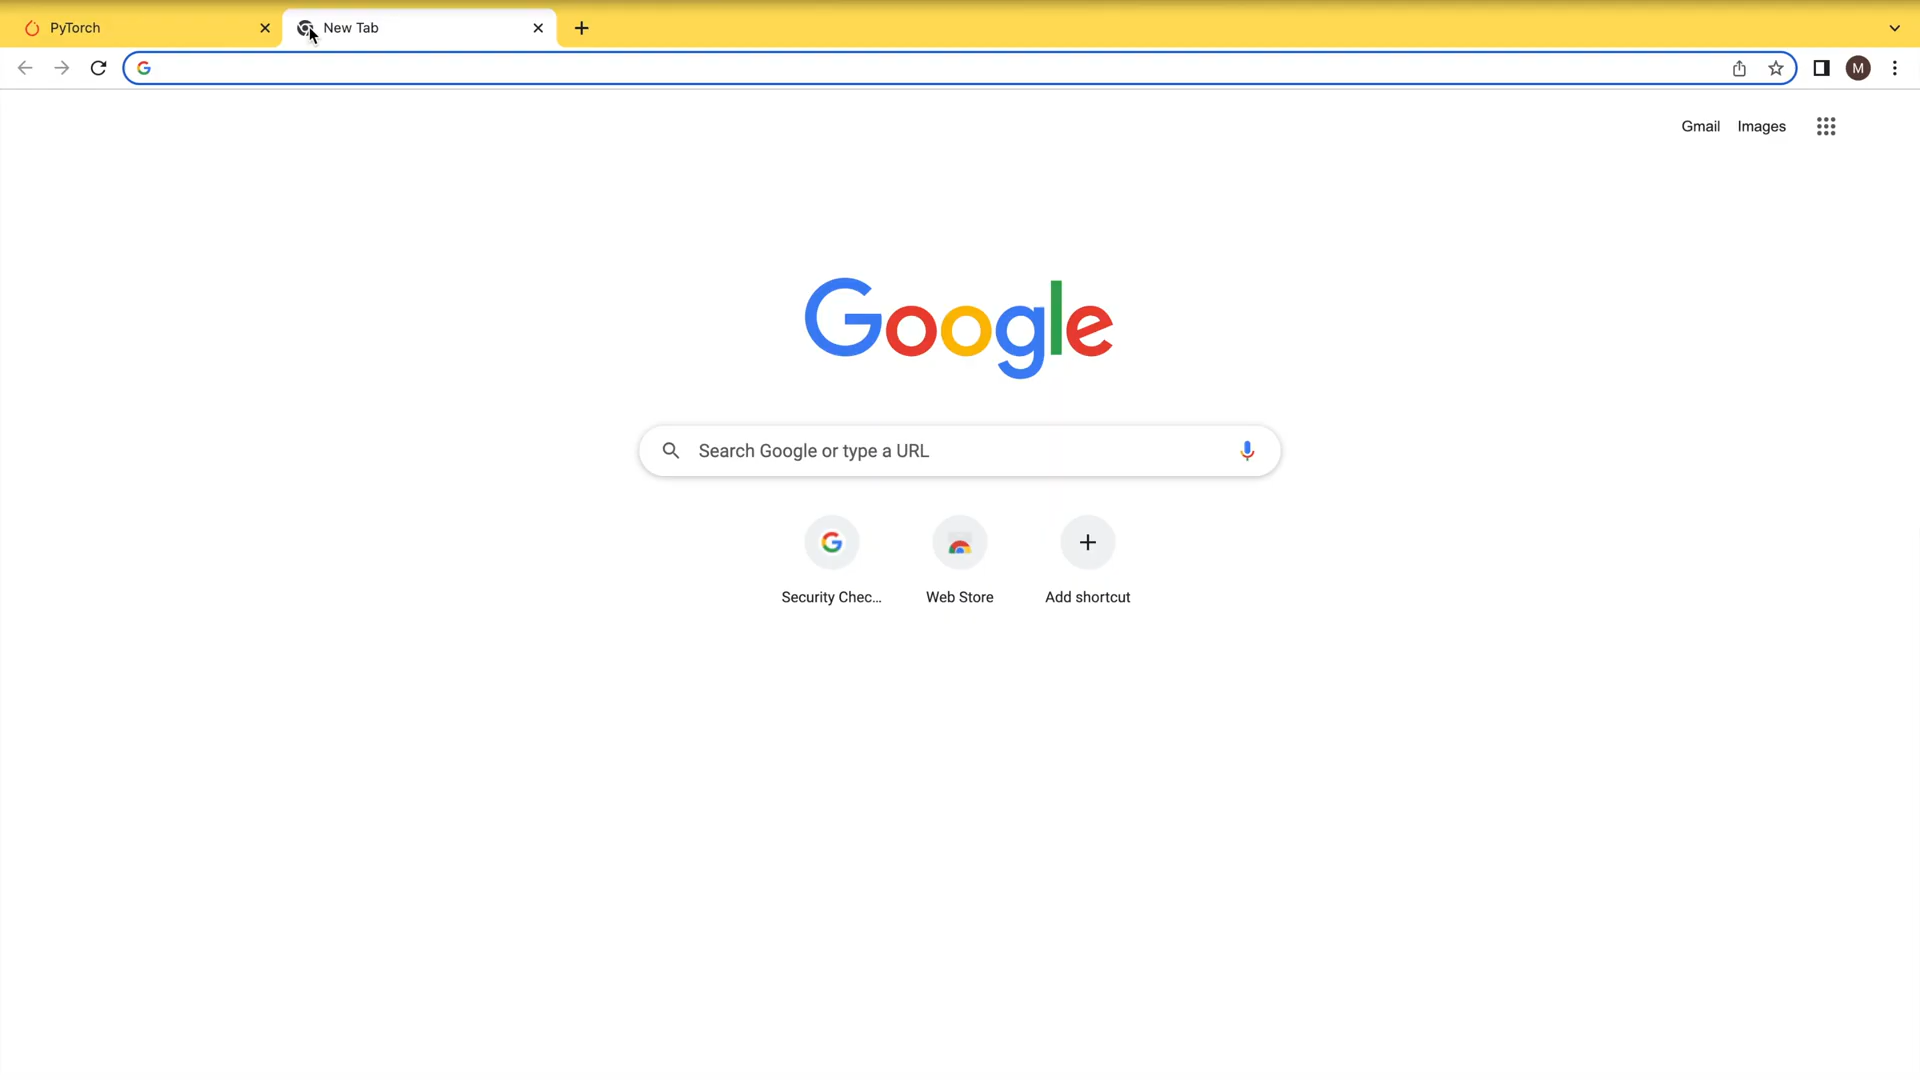 PyTorch
New Tab
M
Gmail Images
Google
Search Google or type a URL
Security Chec... Web Store Add shortcut